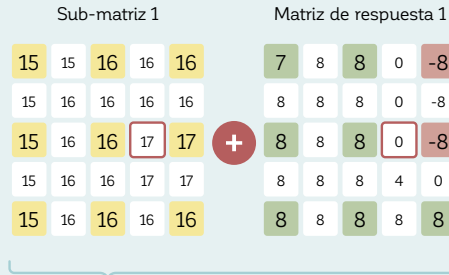 Sub-matriz 1 Matriz de respuesta 1
15 15 16 16 16 7 8 8 0 -8
15 16 16 16 16 8 8 8 0 -8
15 16 16 17 17 + 8 8 8 0 -8
15 16 16 17 17 8 8 8 4 0
15 16 16 16 16 8 8 8 8 8